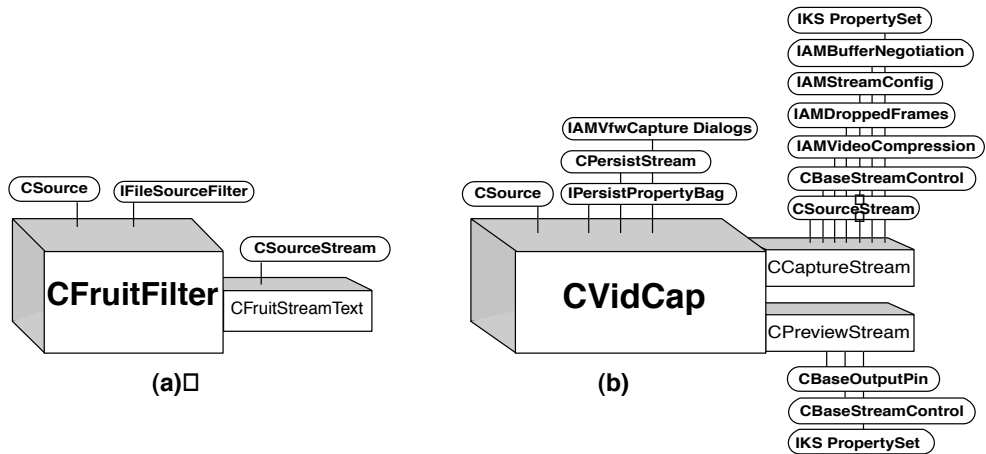 CSource
IFileSourceFilter
CSourceStream
CFruitFilter
CFruitStreamText
(a)□
IAMVfwCapture Dialogs
CPersistStream
CSource
IPersistPropertyBag
CVidCap
(b)
IKS PropertySet
IAMBufferNegotiation
IAMStreamConfig
IAMDroppedFrames
IAMVideoCompression
CBaseStreamControl
CSourceStream
CCaptureStream
CPreviewStream
CBaseOutputPin
CBaseStreamControl
IKS PropertySet